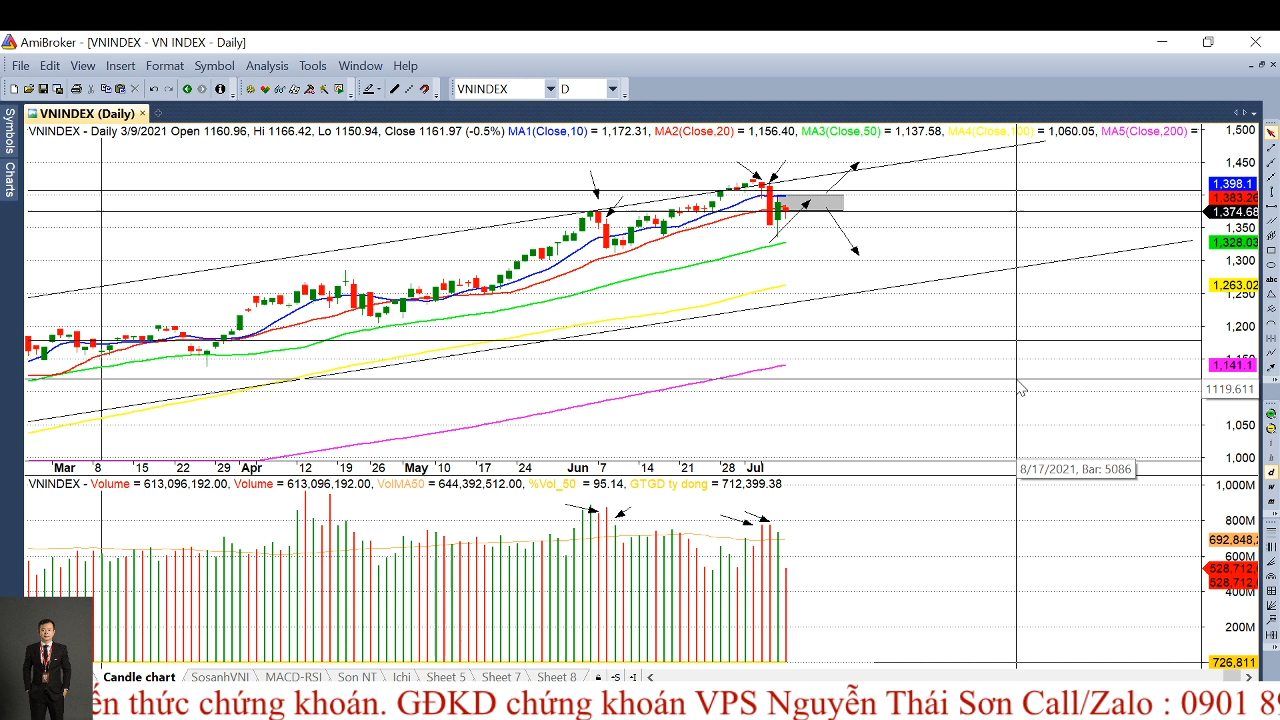 AmiBroker - [VNINDEX - VN INDEX - Daily]
File Edit View Insert Format Symbol Analysis Tools Window Help
VNINDEX D
VNINDEX (Daily)
Symbols
Charts
VNINDEX - Daily 3/9/2021 Open 1160.96, Hi 1166.42, Lo 1150.94, Close 1161.97 (-0.5%) MA1(Close,10) = 1,172.31, MA2(Close,20) = 1,156.40, MA3(Close,50) = 1,137.58, MA4(Close,100) = 1,060.05, MA5(Close,200) =
1,500
1,450
1,398.1
1,383.26
1,374.68
1,350
1,328.03
1,300
1,263.02
1,250
1,200
1,150
1,141.1
1119.611
1,050
1,000
Mar 8 15 22 29 Apr 12 19 26 May 10 17 24 Jun 7 14 21 28 Jul
8/17/2021, Bar: 5086
VNINDEX - Volume = 613,096,192.00, Volume = 613,096,192.00, VolMA50 = 644,392,512.00, %Vol_50 = 95.14, GTGD ty dong = 712,399.38
1,000M
800M
692,848,
600M
528,712,
528,712,
400M
200M
726,811
Candle chart SosanhVNI MACD-RSI Son NT Ichi Sheet 5 Sheet 7 Sheet 8
ến thức chứng khoán. GĐKD chứng khoán VPS Nguyễn Thái Sơn Call/Zalo : 0901 8